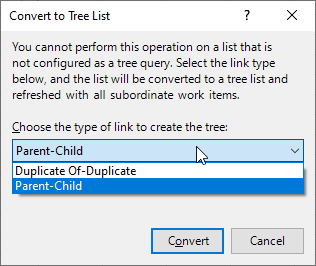 Convert to Tree List
You cannot perform this operation on a list that is
not configured as a tree query. Select the link type
below, and the list will be converted to a tree list and
refreshed with all subordinate work items.
Choose the type of link to create the tree:
Parent-Child
Duplicate Of-Duplicate
Parent-Child
Convert
Cancel